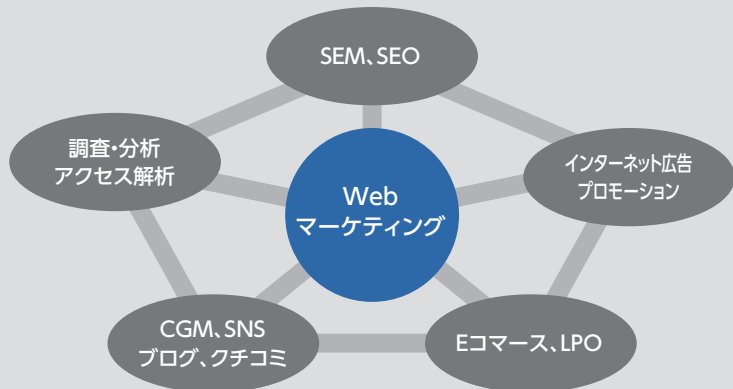 SEM、SEO
調査・分析
アクセス解析
インターネット広告
プロモーション
Web
マーケティング
CGM、SNS
ブログ、クチコミ
Eコマース、LPO